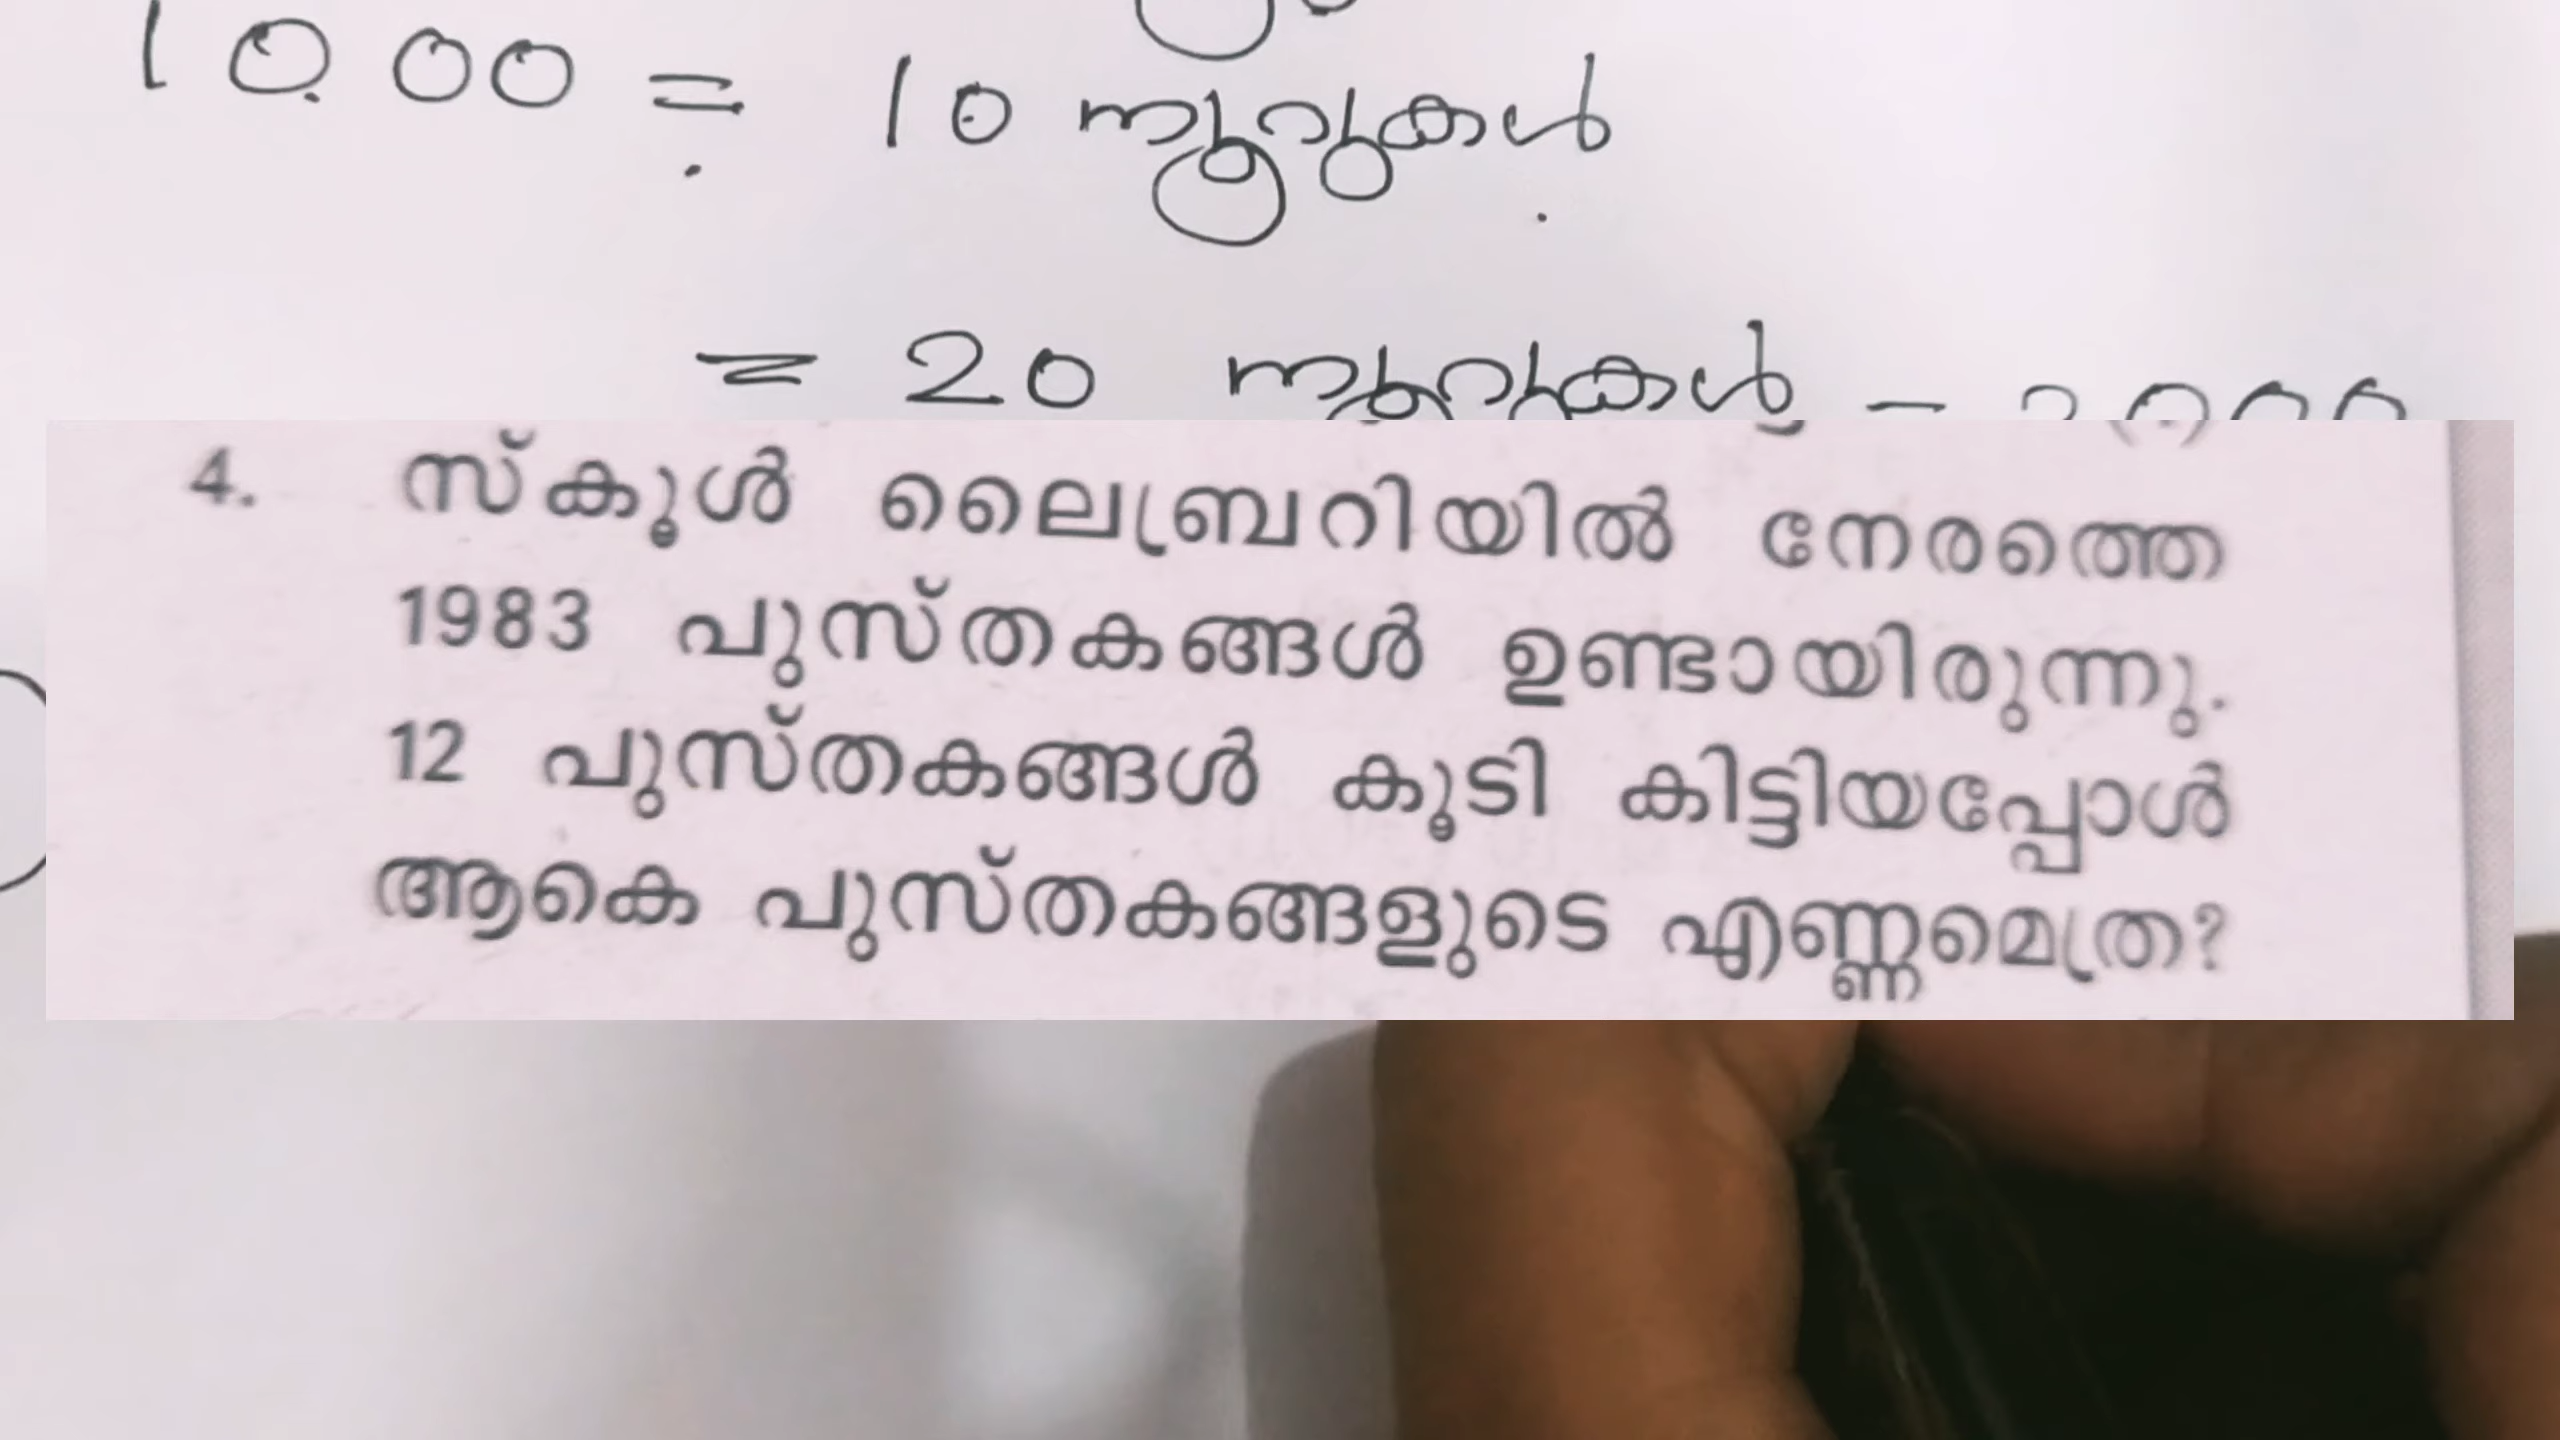 1000 = 10 നൂറുകൾ
= 20 നൂറുകൾ –
4. സ്കൂൾ ലൈബ്രറിയിൽ നേരത്തെ
1983 പുസ്തകങ്ങൾ ഉണ്ടായിരുന്നു.
12 പുസ്തകങ്ങൾ കൂടി കിട്ടിയപ്പോൾ
ആകെ പുസ്തകങ്ങളുടെ എണ്ണമെത്ര?